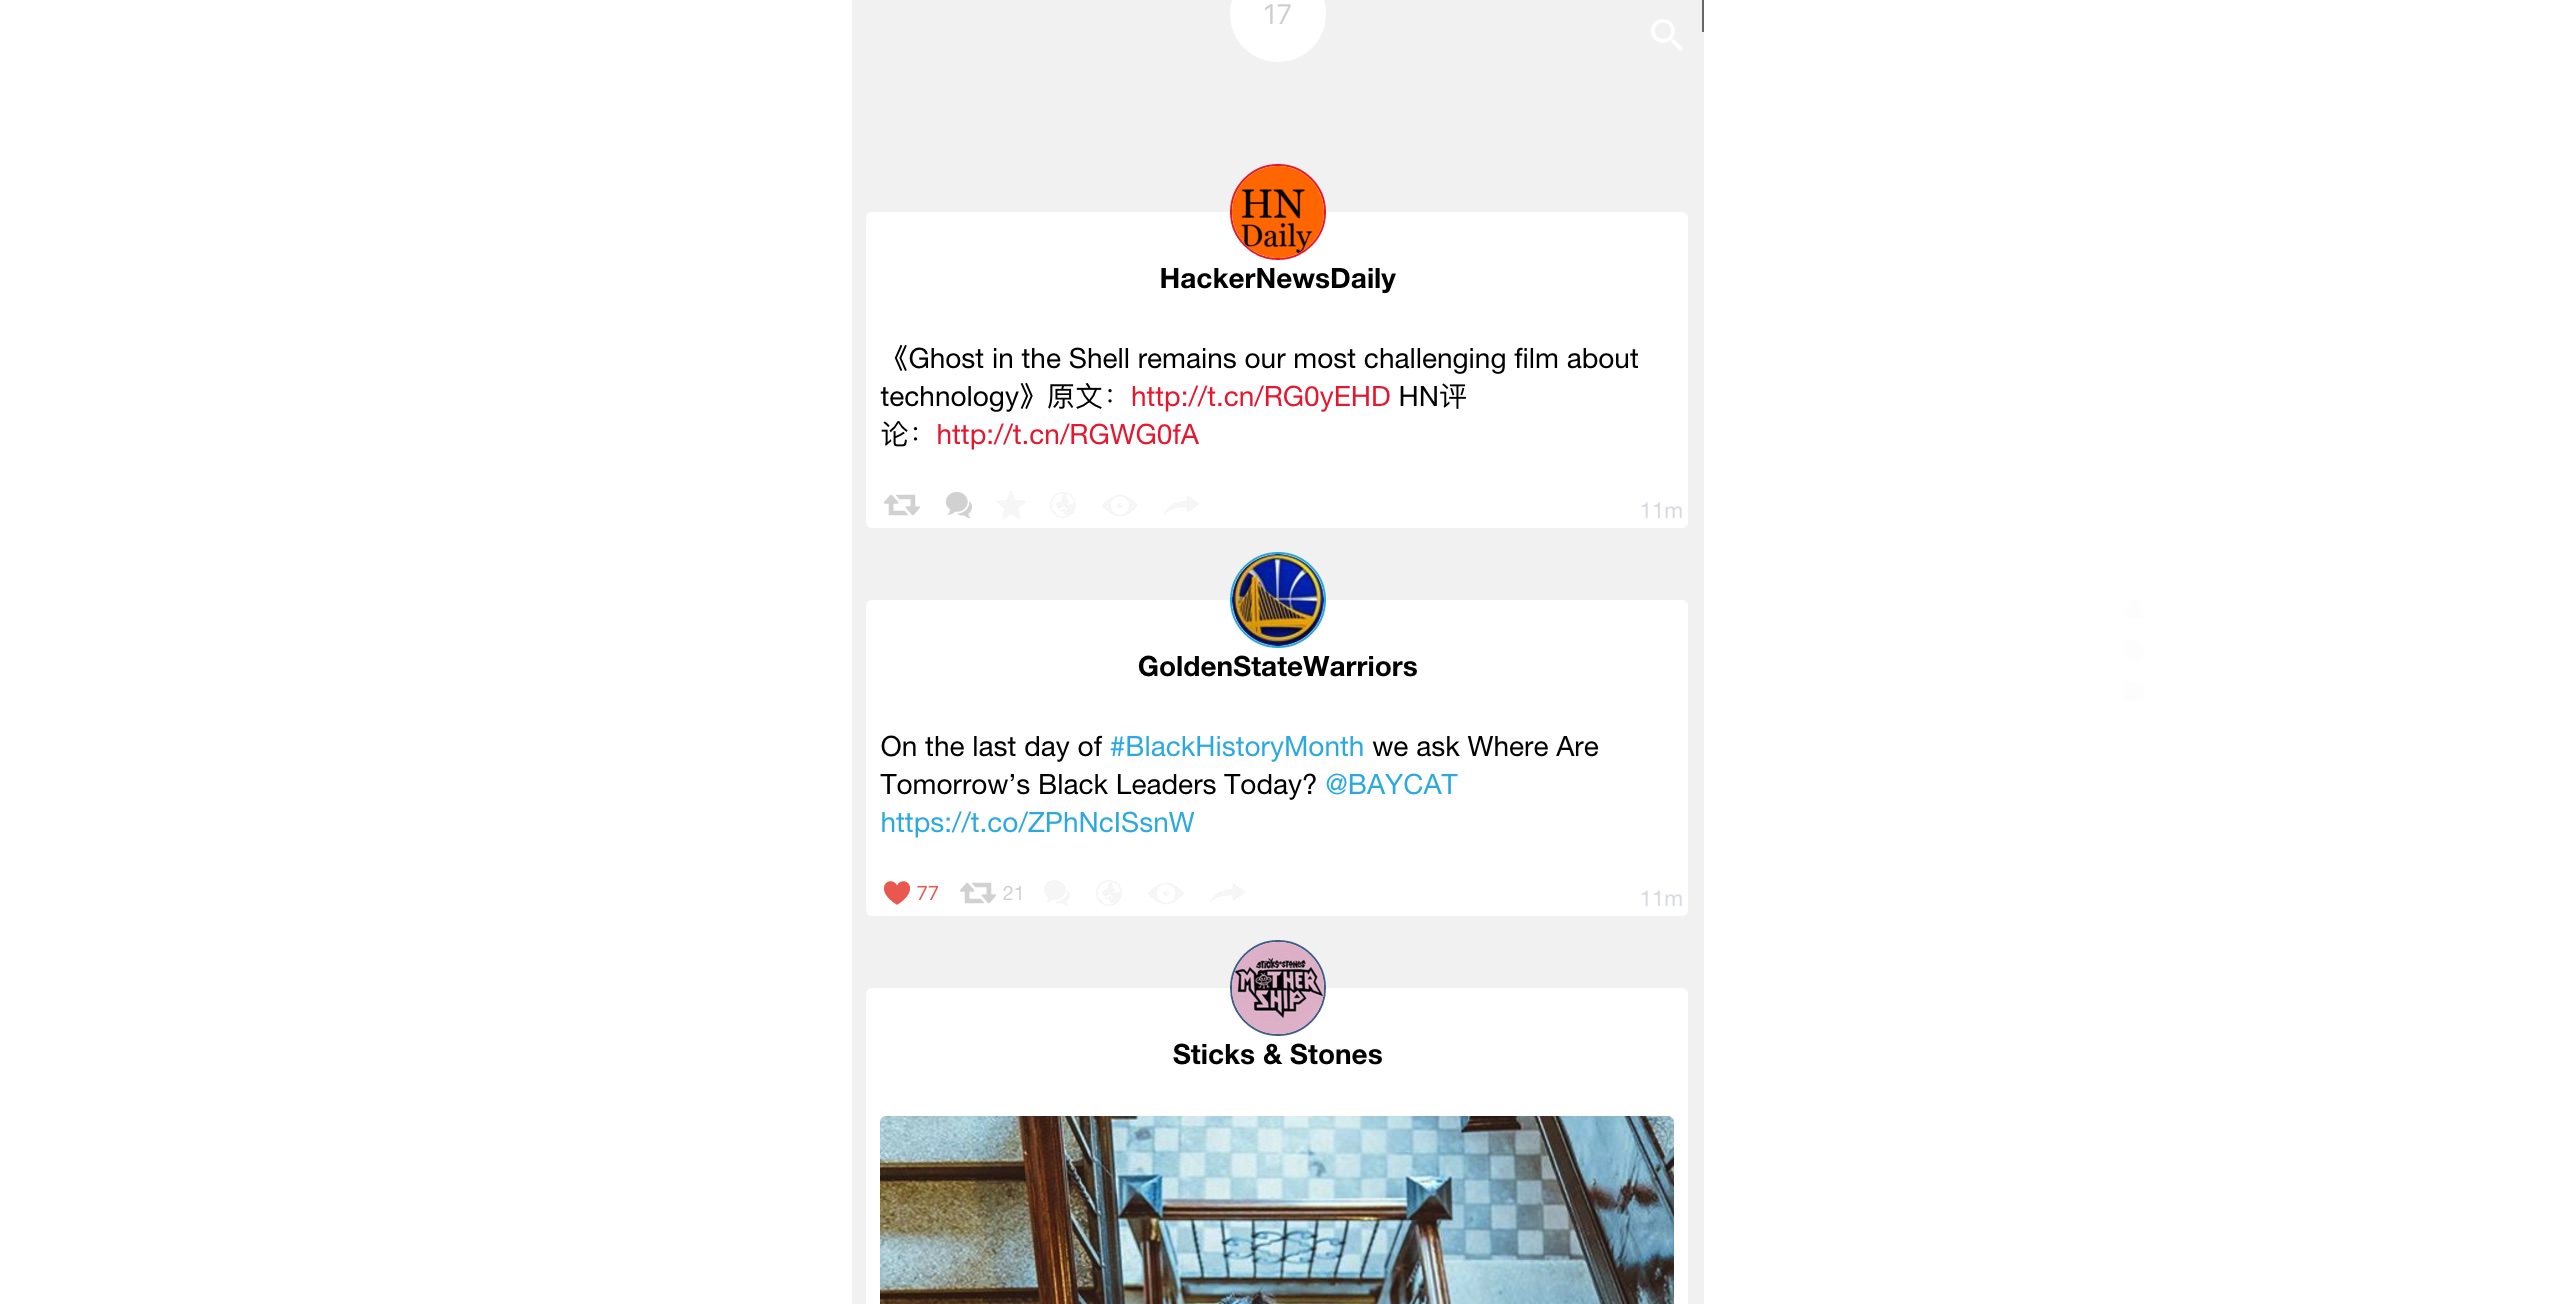 17
HN
Daily
HackerNewsDaily
《Ghost in the Shell remains our most challenging film about
technology》原文：http://t.cn/RG0yEHD HN评
论：http://t.cn/RGWG0fA
11m
GoldenStateWarriors
On the last day of #BlackHistoryMonth we ask Where Are
Tomorrow’s Black Leaders Today? @BAYCAT
https://t.co/ZPhNcISsnW
77 21
11m
STICKS & STONES
MOTHER
SHIP
Sticks & Stones